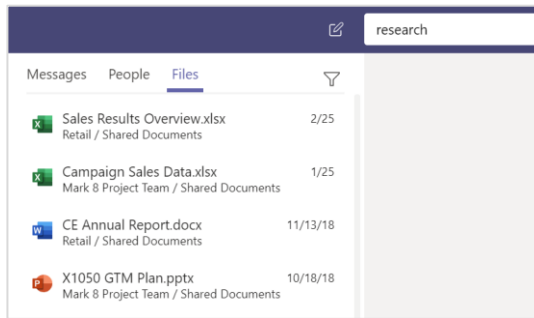 research
Messages People Files
Sales Results Overview.xlsx 2/25
Retail / Shared Documents
Campaign Sales Data.xlsx 1/25
Mark 8 Project Team / Shared Documents
CE Annual Report.docx 11/13/18
Retail / Shared Documents
X1050 GTM Plan.pptx 10/18/18
Mark 8 Project Team / Shared Documents